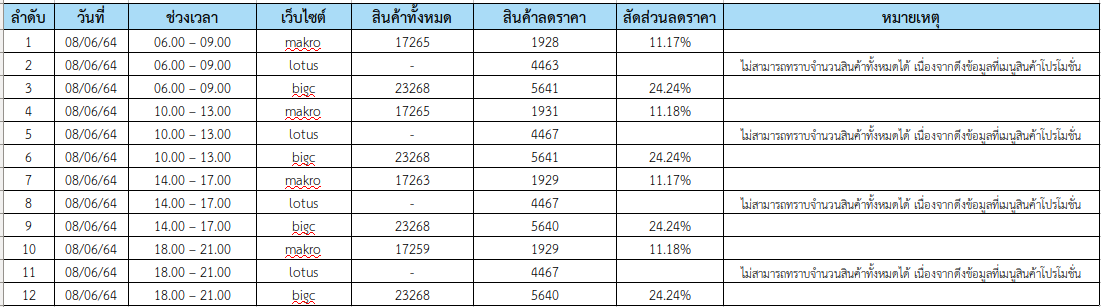 ลำดับ วันที่ ช่วงเวลา เว็บไซต์ สินค้าทั้งหมด สินค้าลดราคา สัดส่วนลดราคา หมายเหตุ
1 08/06/64 06.00 – 09.00 makro 17265 1928 11.17%
2 08/06/64 06.00 – 09.00 lotus - 4463 ไม่สามารถทราบจำนวนสินค้าทั้งหมดได้ เนื่องจากดึงข้อมูลที่เมนูสินค้าโปรโมชั่น
3 08/06/64 06.00 – 09.00 bigc 23268 5641 24.24%
4 08/06/64 10.00 – 13.00 makro 17265 1931 11.18%
5 08/06/64 10.00 – 13.00 lotus - 4467 ไม่สามารถทราบจำนวนสินค้าทั้งหมดได้ เนื่องจากดึงข้อมูลที่เมนูสินค้าโปรโมชั่น
6 08/06/64 10.00 – 13.00 bigc 23268 5641 24.24%
7 08/06/64 14.00 – 17.00 makro 17263 1929 11.17%
8 08/06/64 14.00 – 17.00 lotus - 4467 ไม่สามารถทราบจำนวนสินค้าทั้งหมดได้ เนื่องจากดึงข้อมูลที่เมนูสินค้าโปรโมชั่น
9 08/06/64 14.00 – 17.00 bigc 23268 5640 24.24%
10 08/06/64 18.00 – 21.00 makro 17259 1929 11.18%
11 08/06/64 18.00 – 21.00 lotus - 4467 ไม่สามารถทราบจำนวนสินค้าทั้งหมดได้ เนื่องจากดึงข้อมูลที่เมนูสินค้าโปรโมชั่น
12 08/06/64 18.00 – 21.00 bigc 23268 5640 24.24%